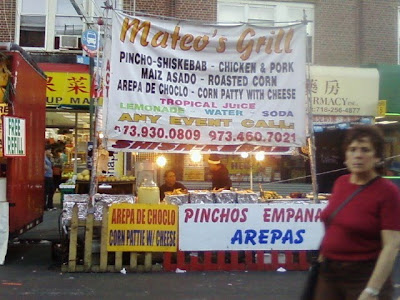 Mateo's Grill
PINCHO-SHISKEBAB - CHICKEN & PORK
MAIZ ASADO - ROASTED CORN
AREPA DE CHOCLO - CORN PATTY WITH CHEESE
TROPICAL JUICE
LEMONADE WATER SODA
ANY EVENT CALL:
973.930.0809 973.460.7021
AREPA DE CHOCLO
CORN PATTY W/ CHEESE
PINCHOS EMPANA
AREPAS
FREE